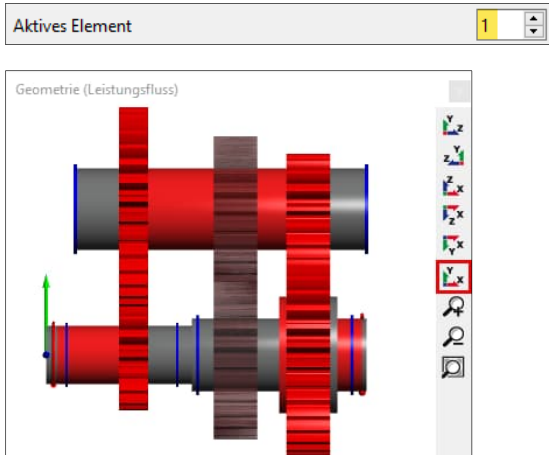 Aktives Element
1
Geometrie (Leistungsfluss)
Y Z
Z Y
Z X
Z X
Y X
Y X